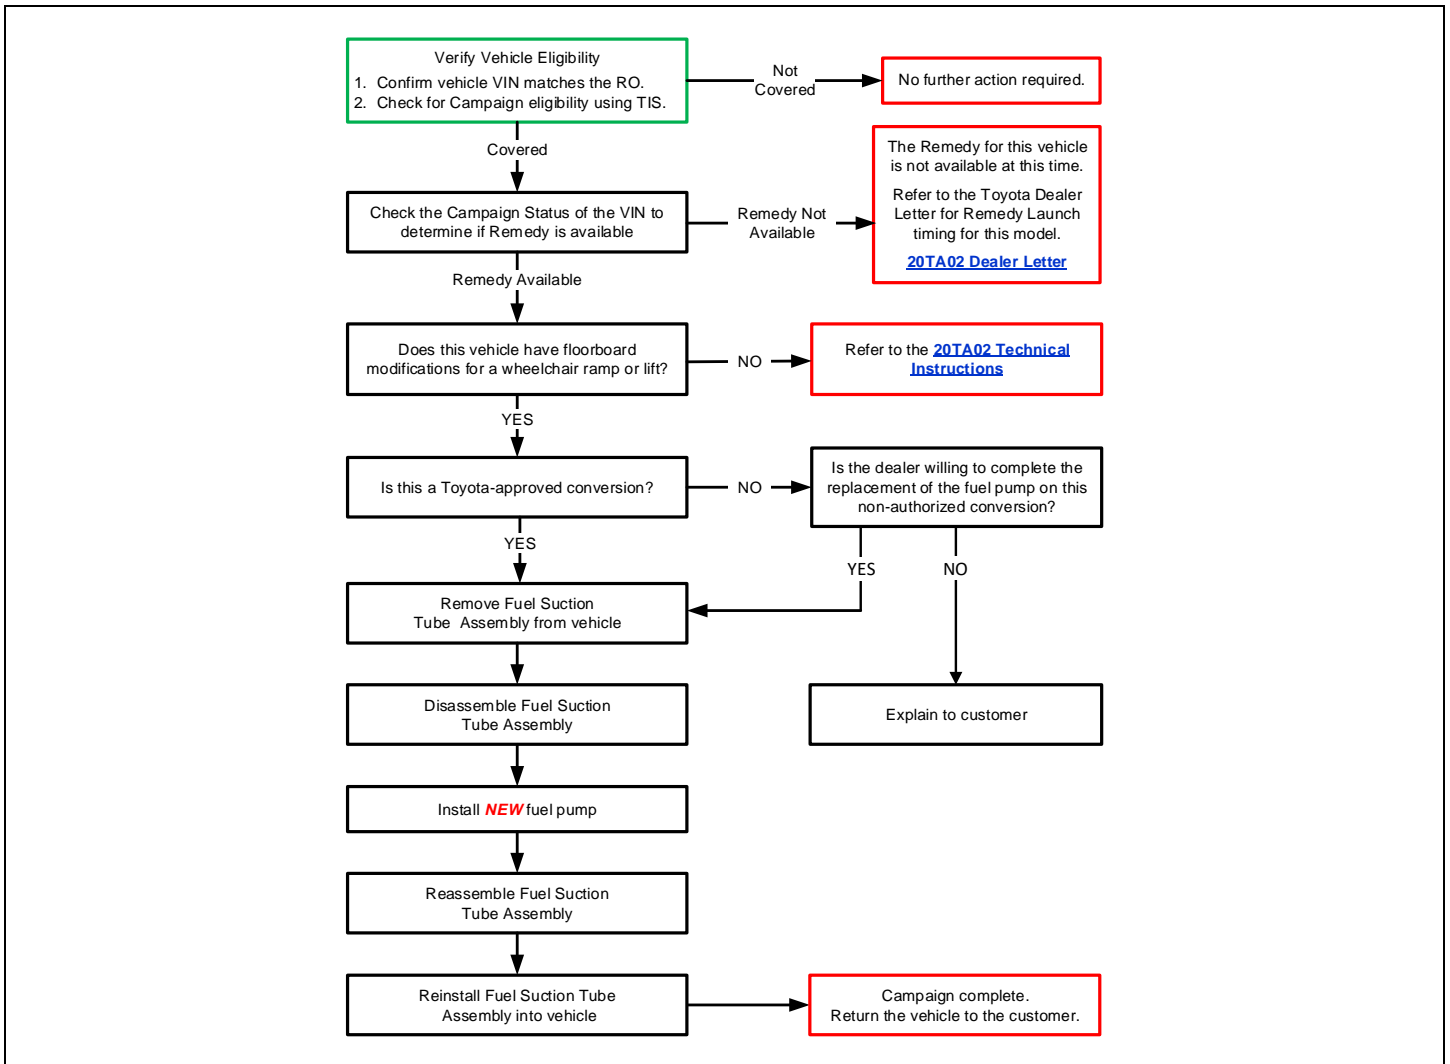 Verify Vehicle Eligibility
1. Confirm vehicle VIN matches the RO.
2. Check for Campaign eligibility using TIS.
Not
Covered
No further action required.
Covered
The Remedy for this vehicle
is not available at this time.
Refer to the Toyota Dealer
Letter for Remedy Launch
timing for this model.
20TA02 Dealer Letter
Check the Campaign Status of the VIN to
determine if Remedy is available
Remedy Not
Available
Remedy Available
Does this vehicle have floorboard
modifications for a wheelchair ramp or lift?
NO
Refer to the 20TA02 Technical
Instructions
YES
Is this a Toyota-approved conversion?
NO
Is the dealer willing to complete the
replacement of the fuel pump on this
non-authorized conversion?
YES
YES
NO
Remove Fuel Suction
Tube Assembly from vehicle
Disassemble Fuel Suction
Tube Assembly
Explain to customer
Install NEW fuel pump
Reassemble Fuel Suction
Tube Assembly
Reinstall Fuel Suction Tube
Assembly into vehicle
Campaign complete.
Return the vehicle to the customer.